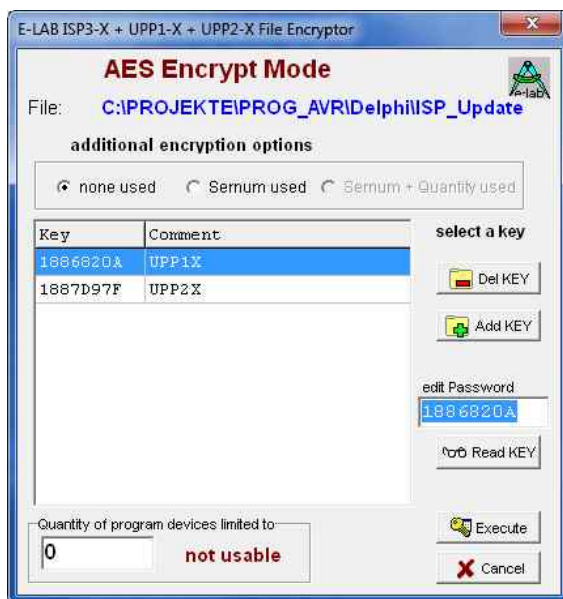 E-LAB ISP3-X + UPP1-X + UPP2-X File Encryptor
AES Encrypt Mode
e-lab
File: C:\PROJEKTE\PROG_AVR\Delphi\ISP_Update
additional encryption options
none used Sernum used Sernum + Quantity used
Key Comment select a key
1886820A UPP1X
1887D97F UPP2X
Del KEY
Add KEY
edit Password
1886820A
Read KEY
Quantity of program devices limited to
0 not usable
Execute
Cancel